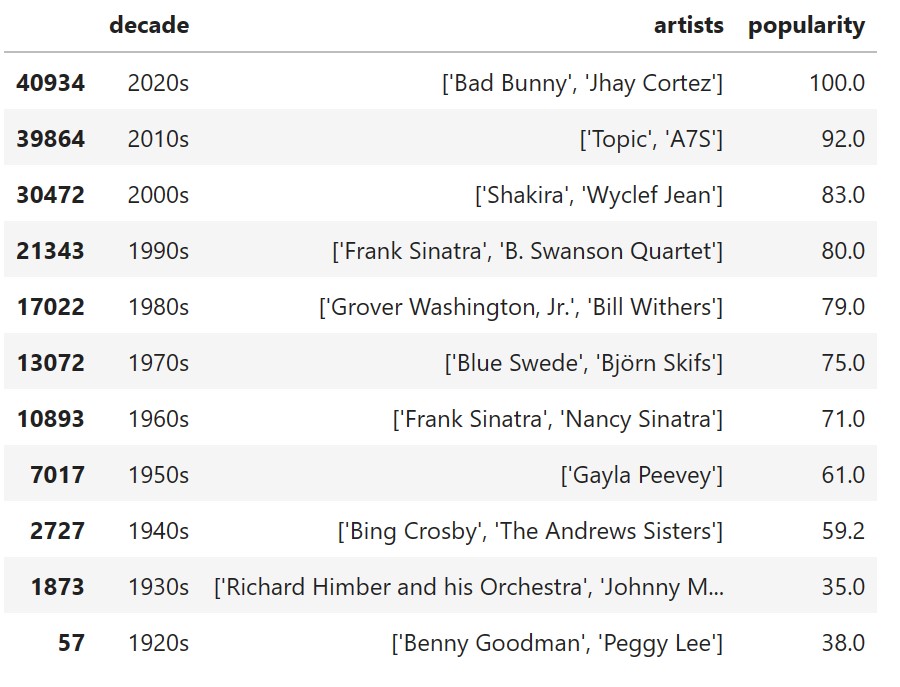 decade artists popularity
40934 2020s ['Bad Bunny', 'Jhay Cortez'] 100.0
39864 2010s ['Topic', 'A7S'] 92.0
30472 2000s ['Shakira', 'Wyclef Jean'] 83.0
21343 1990s ['Frank Sinatra', 'B. Swanson Quartet'] 80.0
17022 1980s ['Grover Washington, Jr.', 'Bill Withers'] 79.0
13072 1970s ['Blue Swede', 'Björn Skifs'] 75.0
10893 1960s ['Frank Sinatra', 'Nancy Sinatra'] 71.0
7017 1950s ['Gayla Peevey'] 61.0
2727 1940s ['Bing Crosby', 'The Andrews Sisters'] 59.2
1873 1930s ['Richard Himber and his Orchestra', 'Johnny M... 35.0
57 1920s ['Benny Goodman', 'Peggy Lee'] 38.0